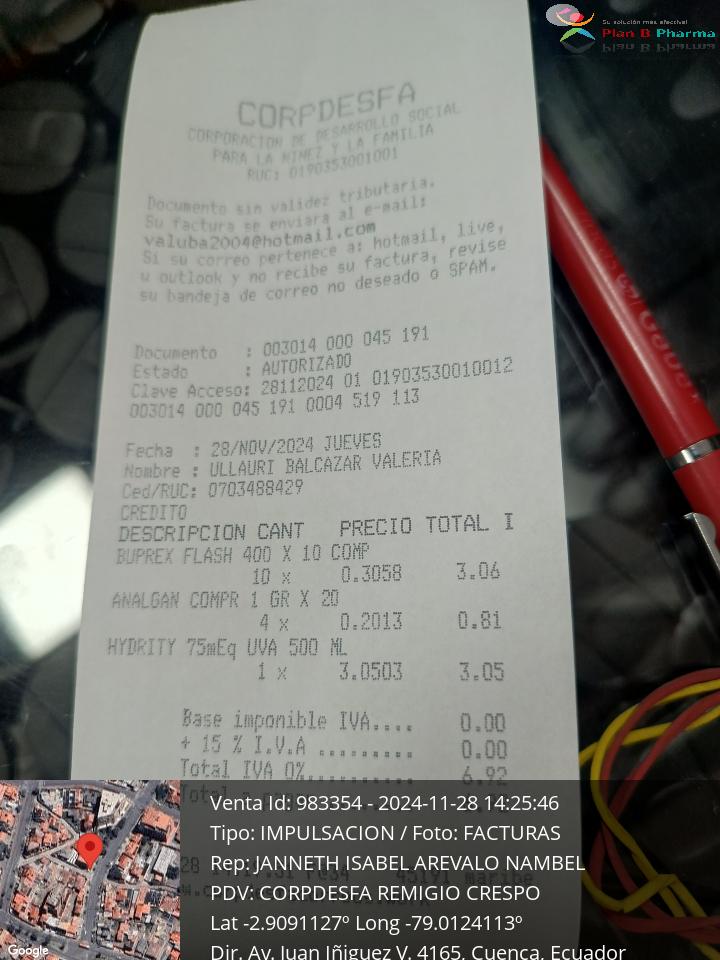 Su solución más efectiva!
Plan B Pharma
CORPDESFA
CORPORACION DE DESARROLLO SOCIAL
PARA LA NIÑEZ Y LA FAMILIA
RUC: 0190353001001
Documento sin validez tributaria.
Su factura se enviará al e-mail:
valuba2004@hotmail.com
Si su correo pertenece a: hotmail, live,
u outlook y no recibe su factura, revise
su bandeja de correo no deseado o SPAM.
Documento : 003014 000 045 191
Estado : AUTORIZADO
Clave Acceso: 28112024 01 01903530010012
003014 000 045 191 0004 519 113
Fecha : 28/NOV/2024 JUEVES
Nombre : ULLAURI BALCAZAR VALERIA
Ced/RUC: 0703488429
CREDITO
DESCRIPCION CANT PRECIO TOTAL I
BUPREX FLASH 400 X 10 COMP
10 x 0.3058 3.06
ANALGAN COMPR 1 GR X 20
4 x 0.2013 0.81
HYDRITY 75mEq UVA 500 ML
1 x 3.0503 3.05
Base imponible IVA.... 0.00
+ 15 % I.V.A ......... 0.00
Total IVA 0%.......... 6.92
Venta Id: 983354 - 2024-11-28 14:25:46
Tipo: IMPULSACION / Foto: FACTURAS
Rep: JANNETH ISABEL AREVALO NAMBEL
PDV: CORPDESFA REMIGIO CRESPO
Lat -2.9091127º Long -79.0124113º
Dir. Av. Juan Iñiguez V. 4165, Cuenca, Ecuador
Google